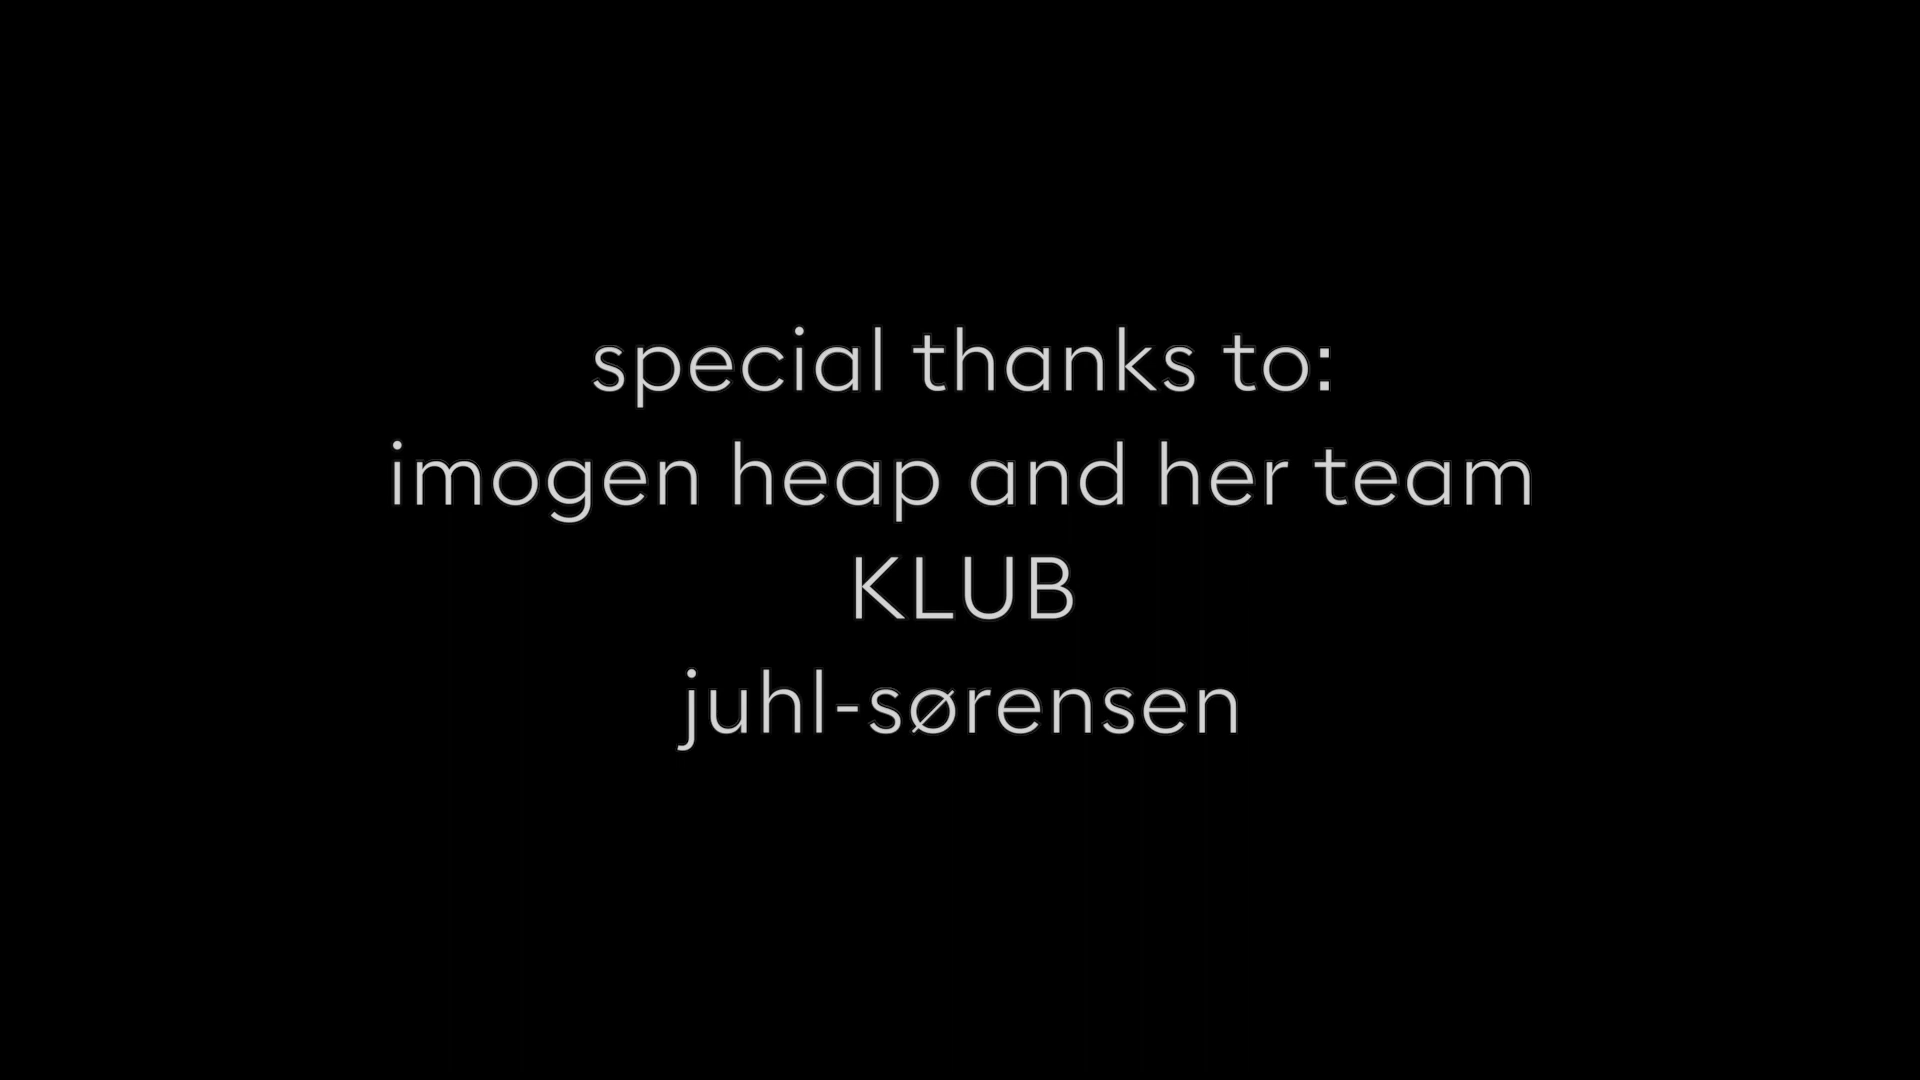 special thanks to:
imogen heap and her team
KLUB
juhl-sørensen